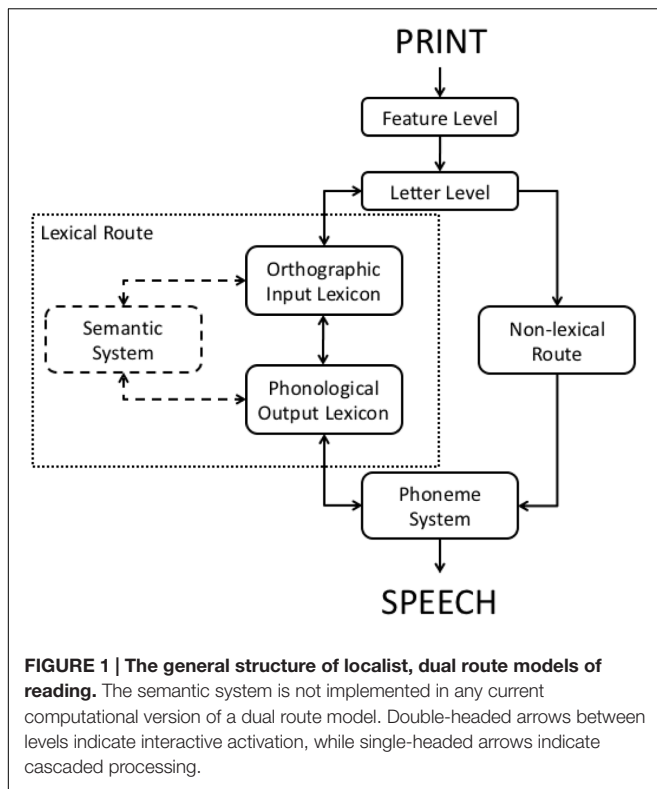 PRINT
Feature Level
Letter Level
Lexical Route
Orthographic
Input Lexicon
Semantic
System
Non-lexical
Route
Phonological
Output Lexicon
Phoneme
System
SPEECH
FIGURE 1 | The general structure of localist, dual route models of
reading. The semantic system is not implemented in any current
computational version of a dual route model. Double-headed arrows between
levels indicate interactive activation, while single-headed arrows indicate
cascaded processing.